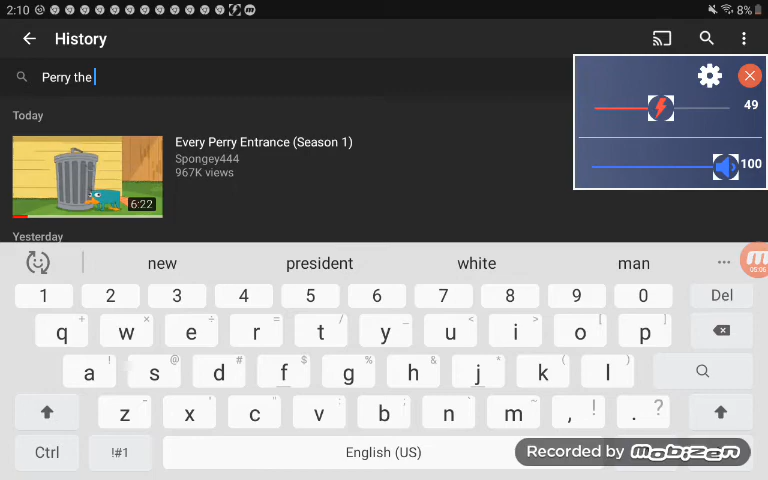 2:10
8%
History
Perry the
49
100
Today
Every Perry Entrance (Season 1)
Spongey444
967K views
6:22
Yesterday
new president white man
1 2 3 4 5 6 7 8 9 0 Del
q + w × e ÷ r = t / y _ u < i > o [ p ]
a ! s @ d # f $ g % h & j * k ( l )
z - x ' c " v : b ; n , m ~ , ! . ?
Ctrl !#1 English (US)
Recorded by mobizen
05:06